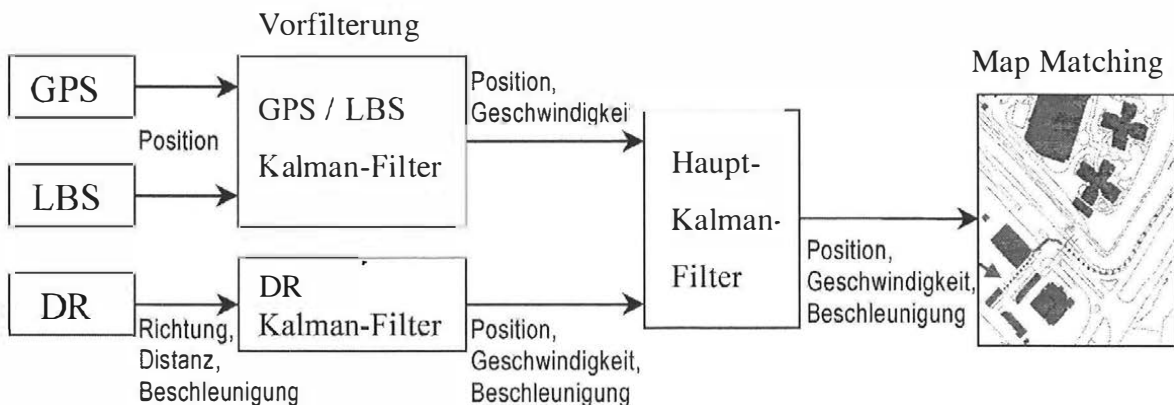 Vorfilterung
GPS
Position
LBS
GPS / LBS
Kalman-Filter
Position,
Geschwindigkei
DR
Richtung,
Distanz,
Beschleunigung
DR
Kalman-Filter
Position,
Geschwindigkeit,
Beschleunigung
Haupt-
Kalman-
Filter
Position,
Geschwindigkeit,
Beschleunigung
Map Matching